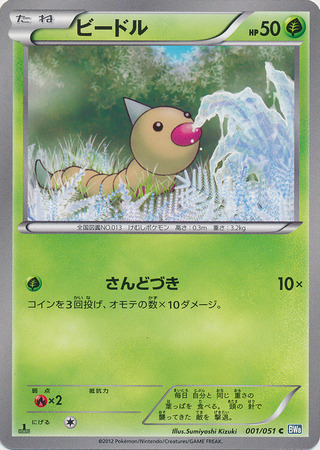 たね
ビードル
HP50
全国図鑑NO.013 けむしポケモン 高さ:0.3m 重さ:3.2kg
さんどづき 10×
コインを3回投げ、オモテの数×10ダメージ。
弱点 抵抗力
×2
にげる
毎日 自分と 同じ 重さの
葉っぱを 食べる。 頭の 針で
襲ってきた 敵を 撃退。
Illus.Sumiyoshi Kizuki 001/051 C
©2012 Pokémon/Nintendo/Creatures/GAME FREAK.